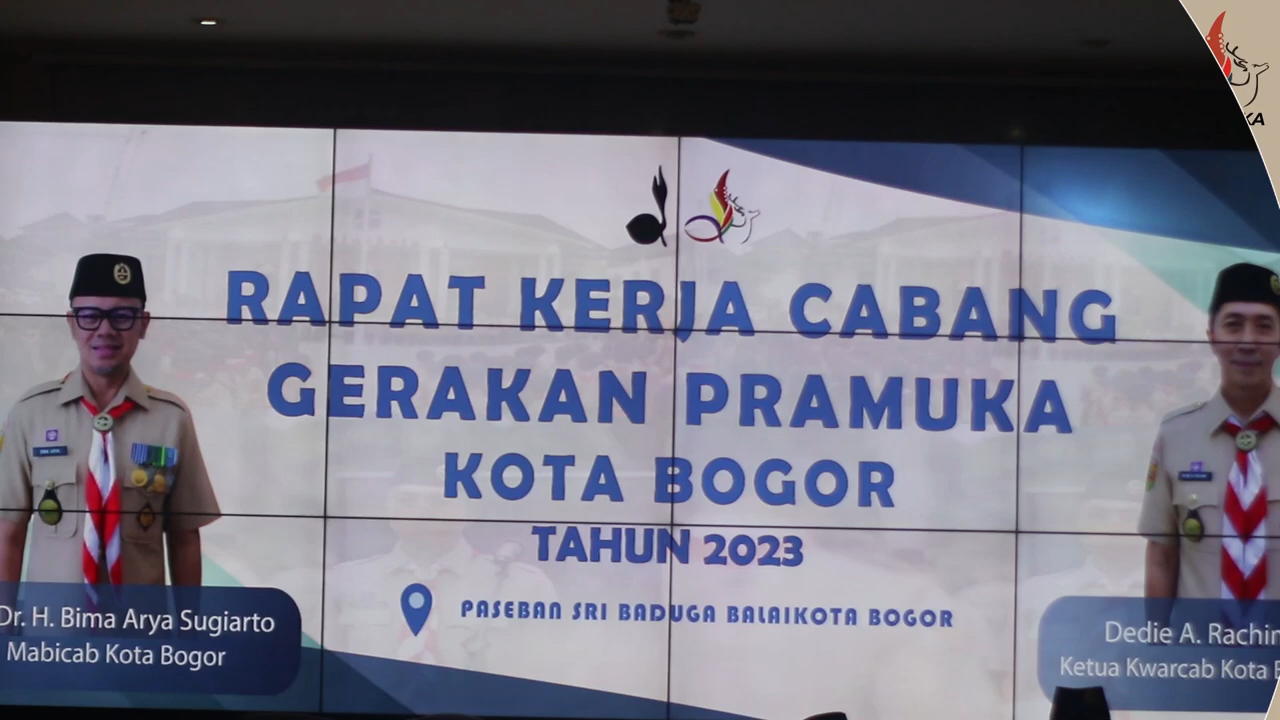 RAPAT KERJA CABANG
GERAKAN PRAMUKA
KOTA BOGOR
TAHUN 2023
PASEBAN SRI BADUGA BALAIKOTA BOGOR
Dr. H. Bima Arya Sugiarto
Mabicab Kota Bogor
Dedie A.
Ketua Kwarcab Kota